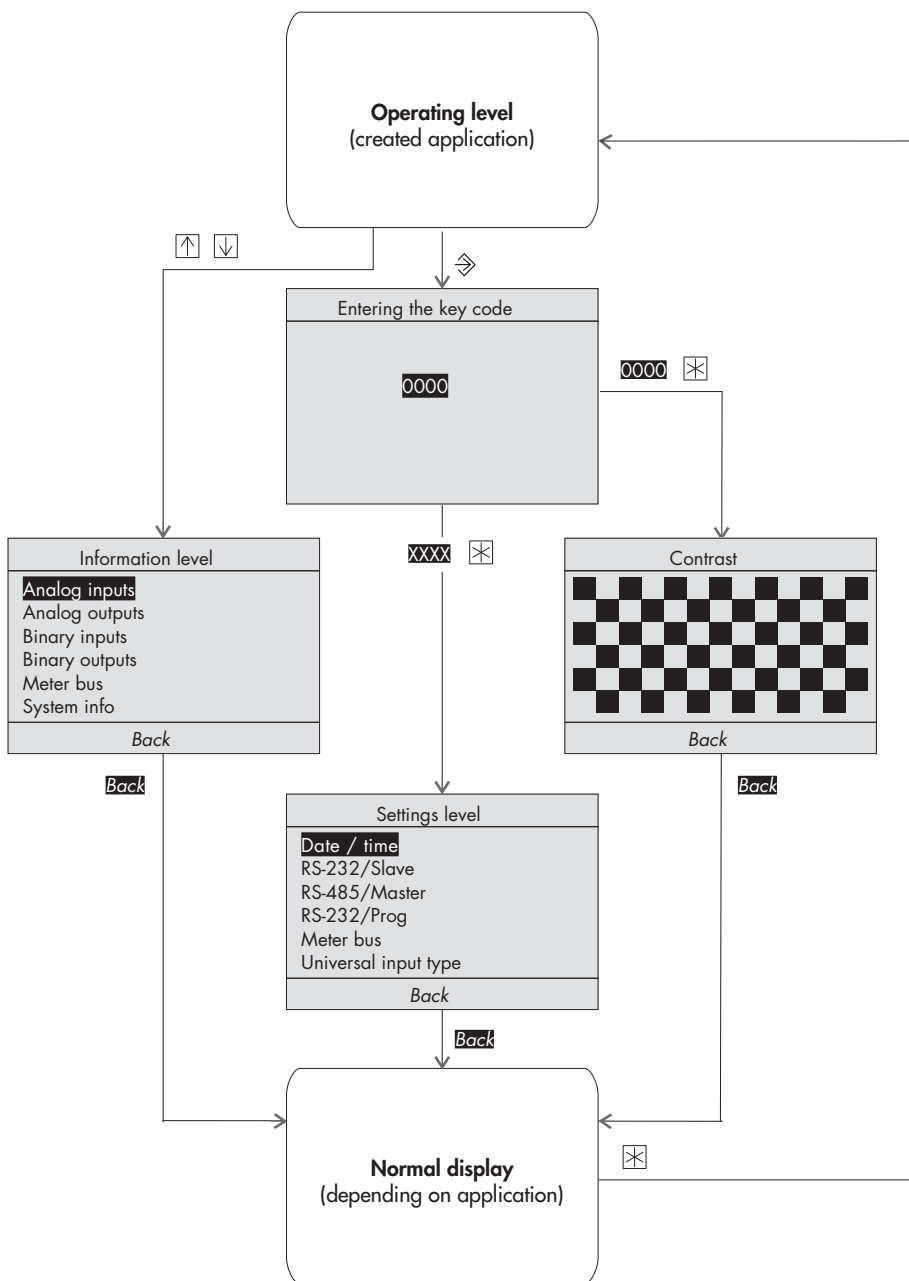 Operating level
(created application)
Entering the key code
0000
0000
XXXX
Information level
Analog inputs
Analog outputs
Binary inputs
Binary outputs
Meter bus
System info
Back
Back
Contrast
Back
Back
Settings level
Date / time
RS-232/Slave
RS-485/Master
RS-232/Prog
Meter bus
Universal input type
Back
Back
Normal display
(depending on application)